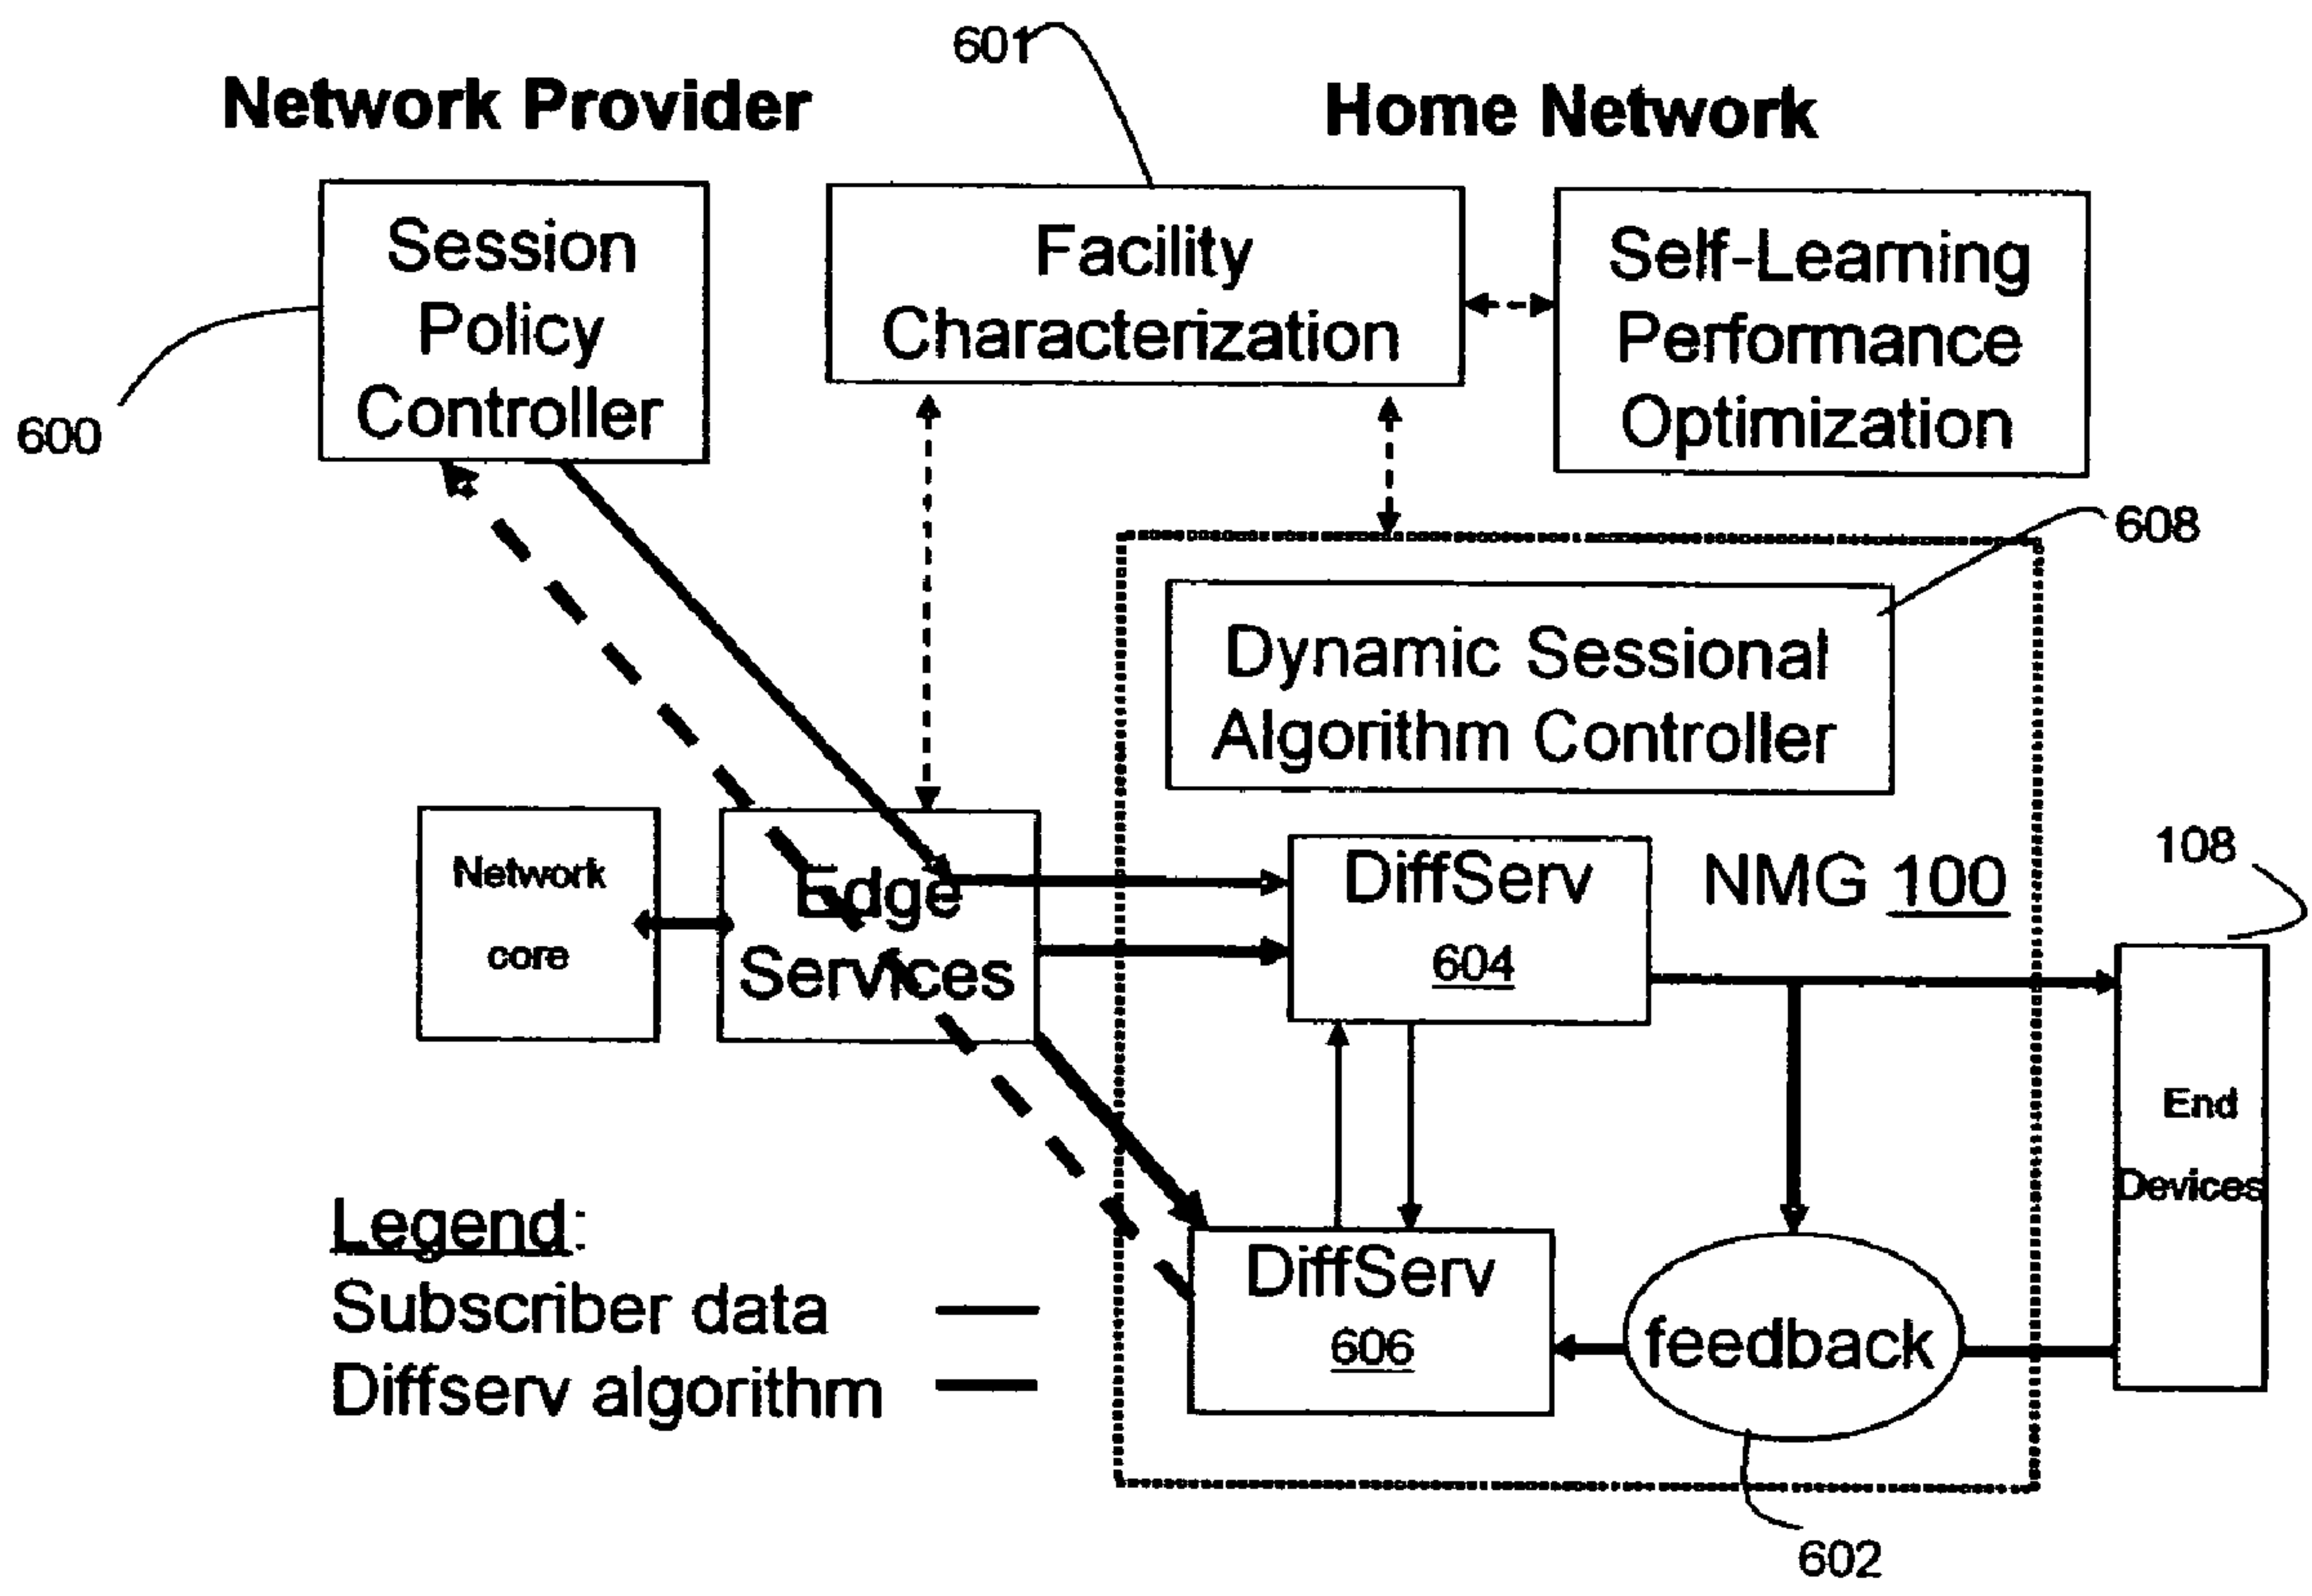 601
Network Provider
Home Network
Session
Policy
Controller
600
Facility
Characterization
Self-Learning
Performance
Optimization
608
Dynamic Sessional
Algorithm Controller
Network
core
Edge
Services
DiffServ
604
NMG 100
108
End
Devices
DiffServ
606
feedback
602
Legend:
Subscriber data
Diffserv algorithm